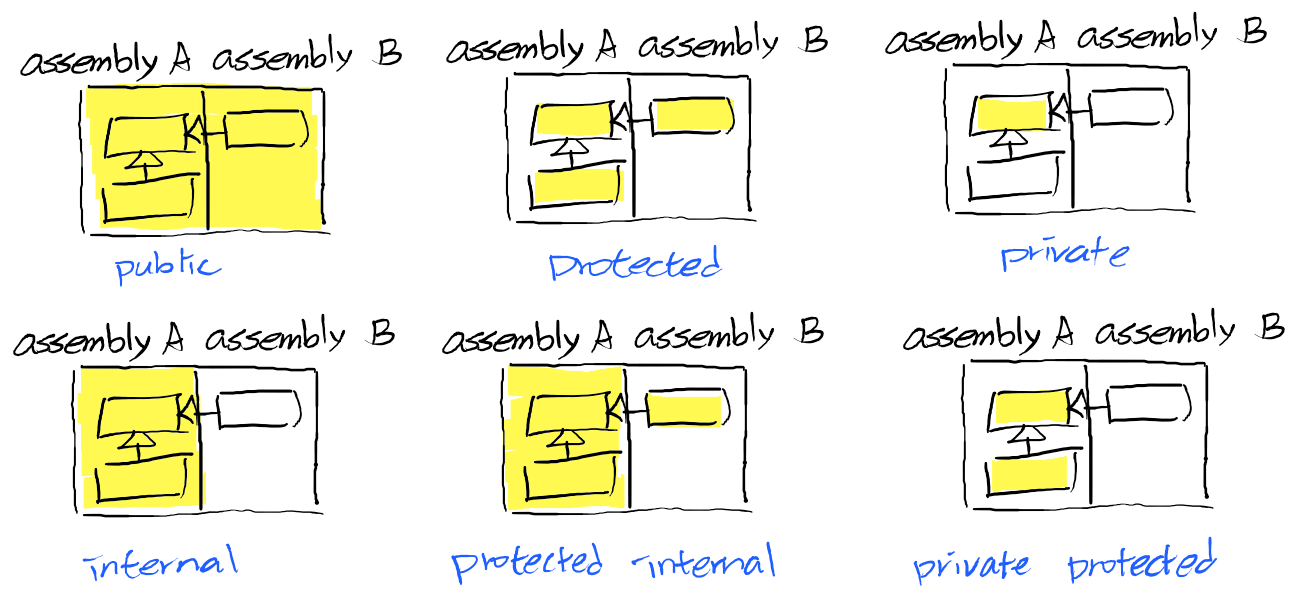 assembly A assembly B
assembly A assembly B
assembly A assembly B
public
protected
private
assembly A assembly B
assembly A assembly B
assembly A assembly B
internal
protected internal
private protected